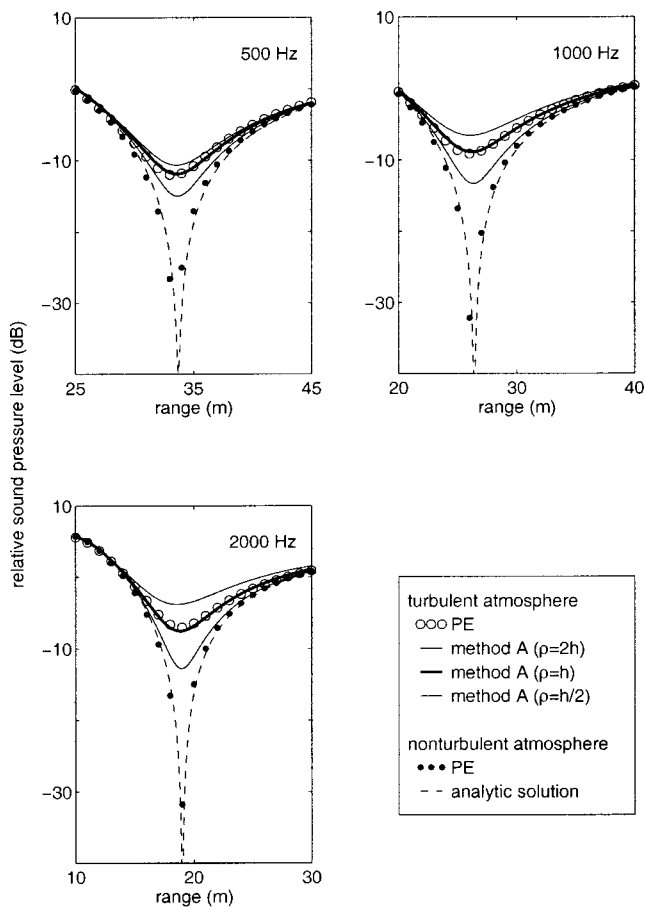 10
500 Hz
-10
-30
25
35
45
range (m)
10
1000 Hz
-10
-30
20
30
40
range (m)
relative sound pressure level (dB)
10
2000 Hz
-10
-30
10
20
30
range (m)
turbulent atmosphere
PE
method A (ρ=2h)
method A (ρ=h)
method A (ρ=h/2)
nonturbulent atmosphere
PE
analytic solution